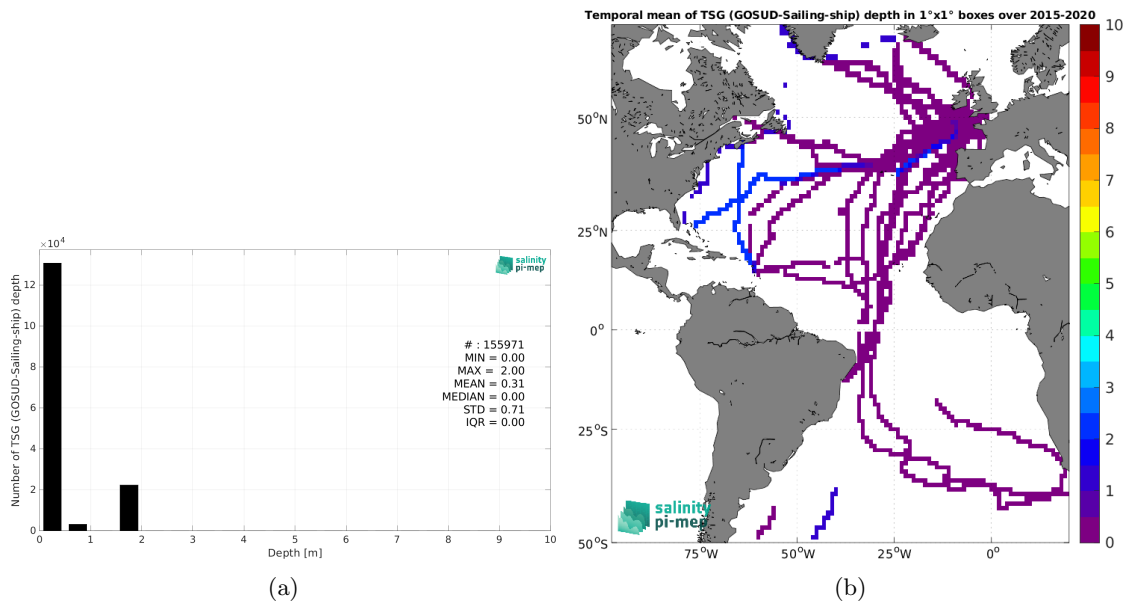 ×10⁴
12
10
8
6
4
2
0
Number of TSG (GOSUD-Sailing-ship) depth
salinity
pi-mep
# : 155971
MIN = 0.00
MAX = 2.00
MEAN = 0.31
MEDIAN = 0.00
STD = 0.71
IQR = 0.00
0 1 2 3 4 5 6 7 8 9 10
Depth [m]
(a)
Temporal mean of TSG (GOSUD-Sailing-ship) depth in 1°x1° boxes over 2015-2020
50°N
25°N
0°
25°S
50°S
salinity
pi-mep
75°W 50°W 25°W 0°
10
9
8
7
6
5
4
3
2
1
0
(b)